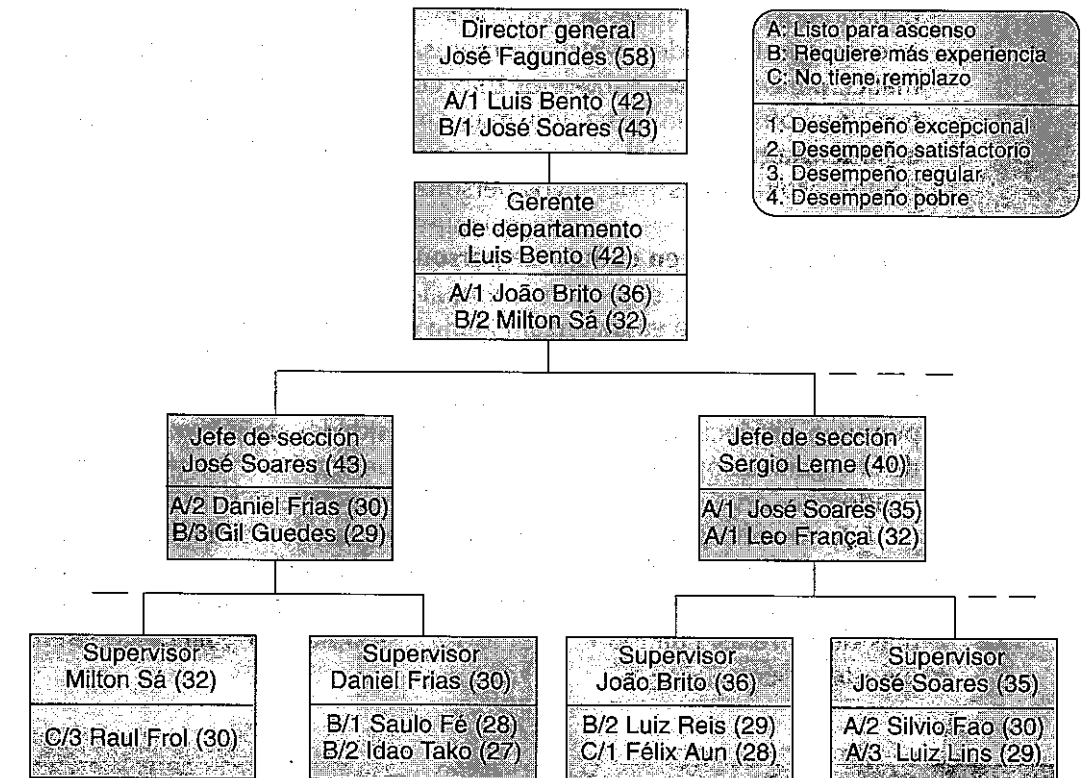 Director general
José Fagundes (58)
A/1 Luis Bento (42)
B/1 José Soares (43)
A: Listo para ascenso
B: Requiere más experiencia
C: No tiene remplazo
1. Desempeño excepcional
2. Desempeño satisfactorio
3. Desempeño regular
4. Desempeño pobre
Gerente
de departamento
Luis Bento (42)
A/1 João Brito (36)
B/2 Milton Sá (32)
Jefe de sección
José Soares (43)
A/2 Daniel Frias (30)
B/3 Gil Guedes (29)
Jefe de sección
Sergio Leme (40)
A/1 José Soares (35)
A/1 Leo França (32)
Supervisor
Milton Sá (32)
C/3 Raul Frol (30)
Supervisor
Daniel Frias (30)
B/1 Saulo Fé (28)
B/2 Idao Tako (27)
Supervisor
João Brito (36)
B/2 Luiz Reis (29)
C/1 Félix Aun (28)
Supervisor
José Soares (35)
A/2 Silvio Fao (30)
A/3 Luiz Lins (29)